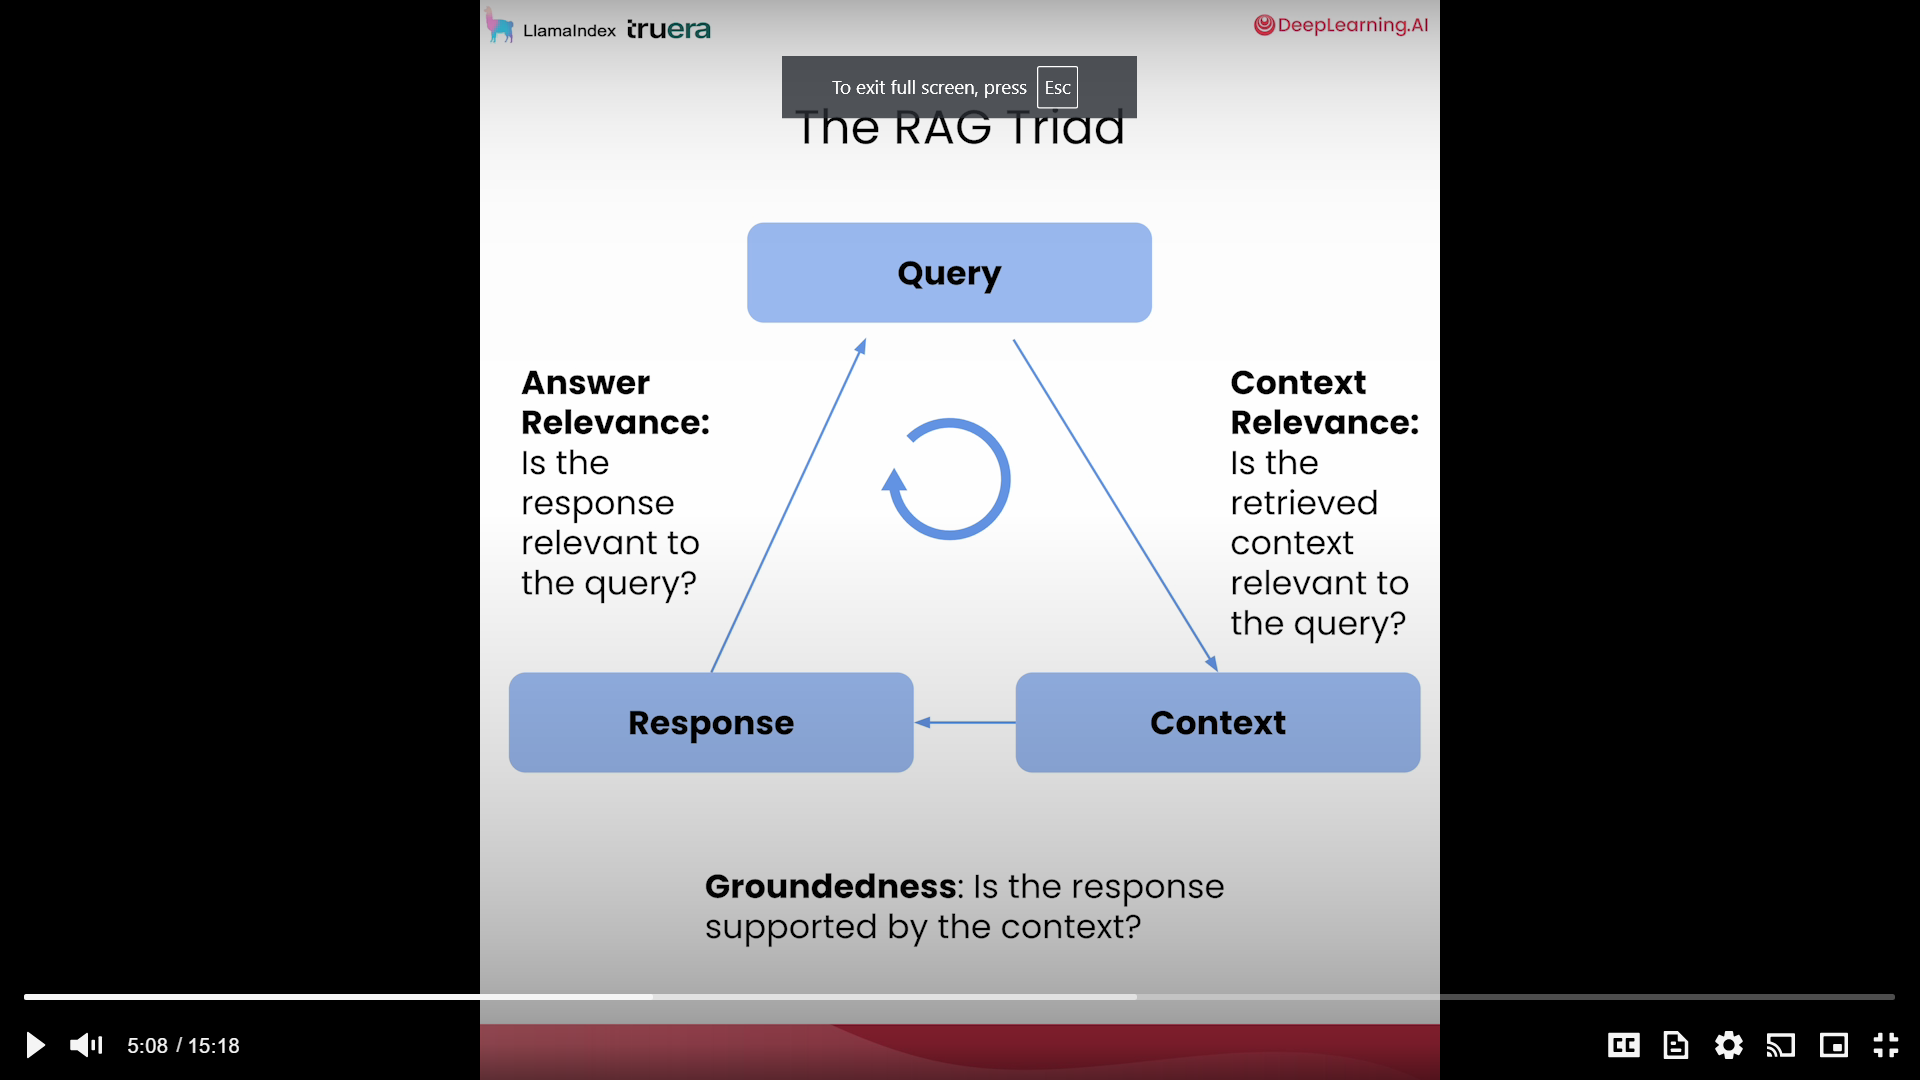 LlamaIndex truera
DeepLearning.AI
To exit full screen, press Esc
The RAG Triad
Query
Answer
Relevance:
Is the
response
relevant to
the query?
Context
Relevance:
Is the
retrieved
context
relevant to
the query?
Response
Context
Groundedness: Is the response
supported by the context?
5:08 / 15:18
CC